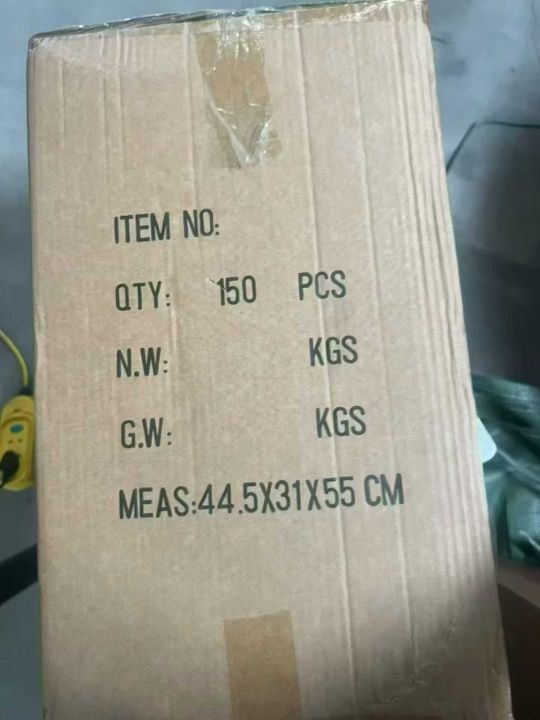 ITEM NO:
QTY: 150 PCS
N.W: KGS
G.W: KGS
MEAS:44.5X31X55 CM